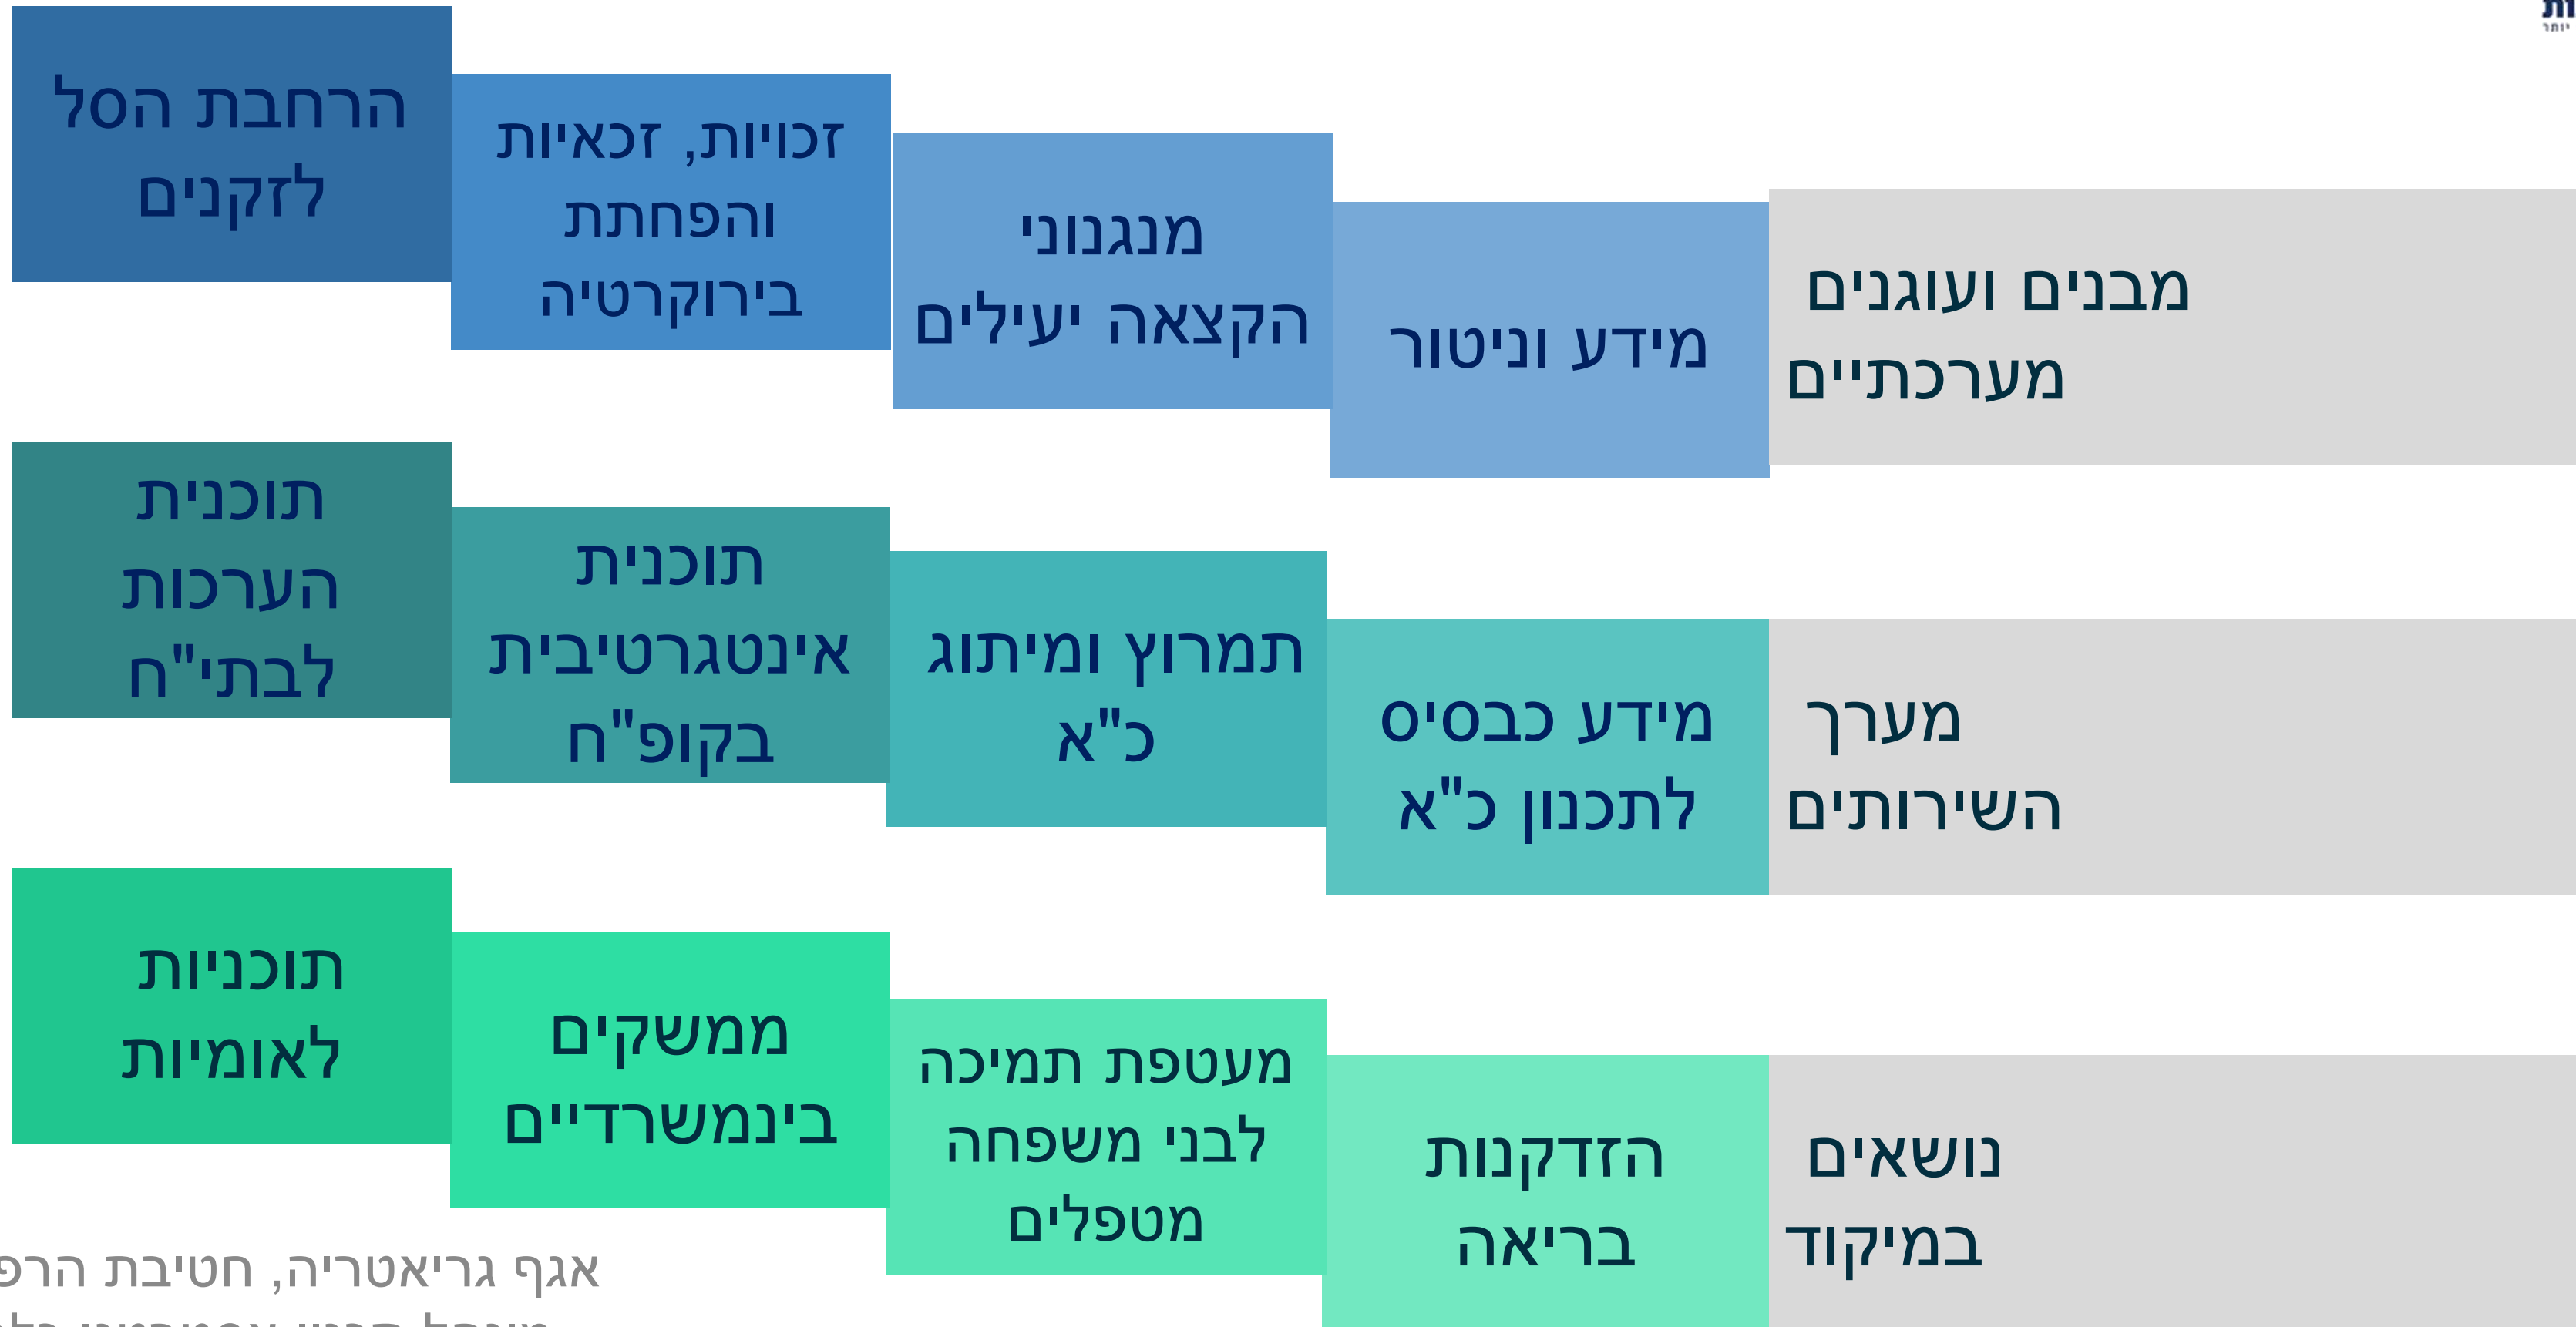 יותר
מבנים ועוגנים
מערכתיים
מידע וניטור
מנגנוני
הקצאה יעילים
זכויות, זכאיות
והפחתת
בירוקרטיה
הרחבת הסל
לזקנים
מערך
השירותים
מידע כבסיס
לתכנון כ"א
תמרוץ ומיתוג
כ"א
תוכנית
אינטגרטיבית
בקופ"ח
תוכנית
הערכות
לבתי"ח
נושאים
במיקוד
הזדקנות
בריאה
מעטפת תמיכה
לבני משפחה
מטפלים
ממשקים
בינמשרדיים
תוכניות
לאומיות
אגף גריאטריה, חטיבת